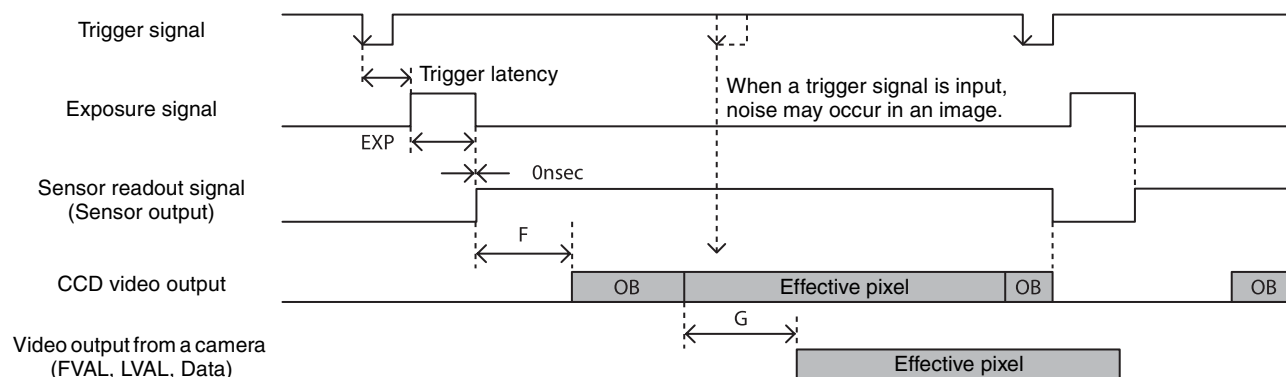 Trigger signal
Trigger latency
When a trigger signal is input,
noise may occur in an image.
Exposure signal
EXP
0nsec
Sensor readout signal
(Sensor output)
F
CCD video output
OB
Effective pixel
OB
OB
G
Video output from a camera
(FVAL, LVAL, Data)
Effective pixel